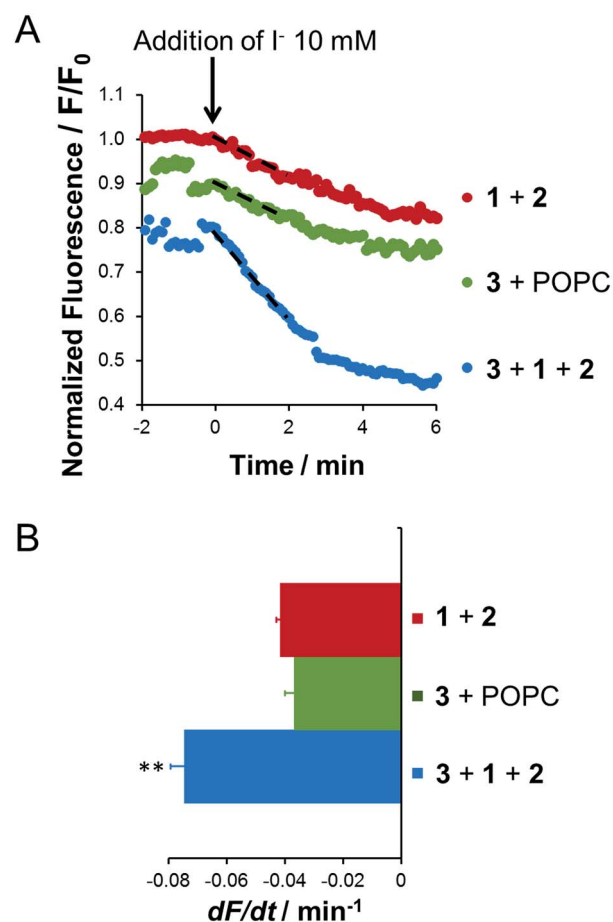 A
Addition of I- 10 mM
Normalized Fluorescence / F/F0
1.0
0.9
0.8
0.7
0.6
0.5
0.4
-2
0
2
4
6
Time / min
1 + 2
3 + POPC
3 + 1 + 2
B
1 + 2
3 + POPC
3 + 1 + 2
**
-0.08
-0.06
-0.04
-0.02
0
dF/dt / min-1